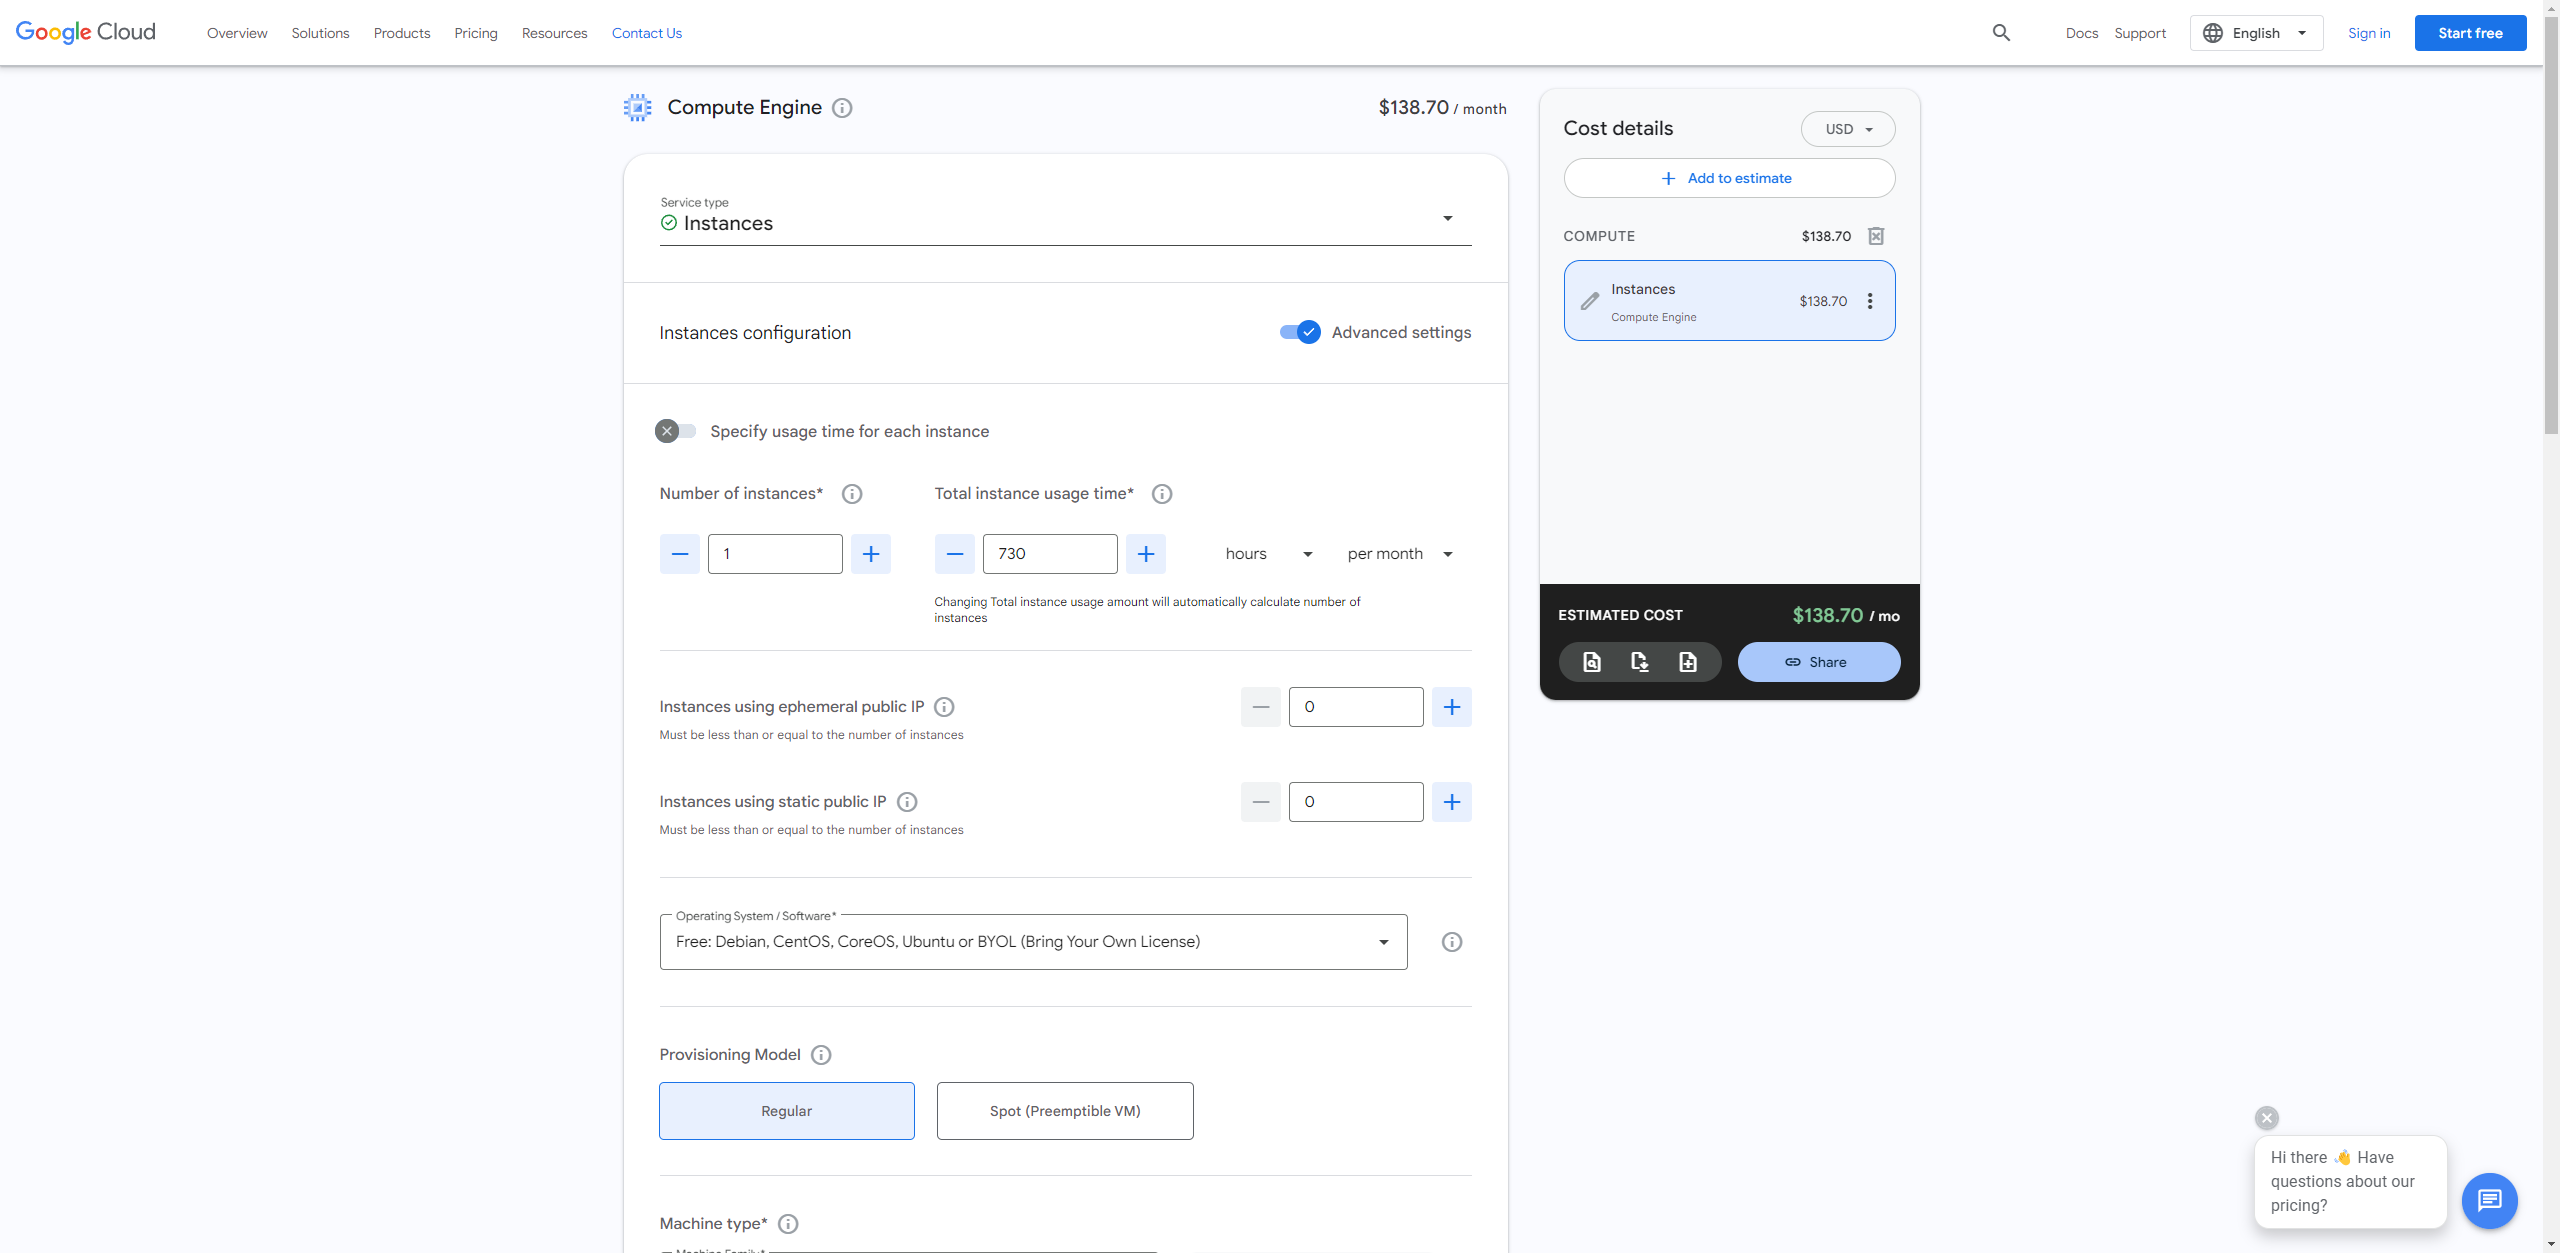 Google Cloud
Overview
Solutions
Products
Pricing
Resources
Contact Us
Docs
Support
English
Sign in
Start free
Compute Engine
$138.70 / month
Service type
Instances
Instances configuration
Advanced settings
Specify usage time for each instance
Number of instances*
Total instance usage time*
1
730
hours
per month
Changing Total instance usage amount will automatically calculate number of
instances
Instances using ephemeral public IP
0
Must be less than or equal to the number of instances
Instances using static public IP
0
Must be less than or equal to the number of instances
Operating System / Software*
Free: Debian, CentOS, CoreOS, Ubuntu or BYOL (Bring Your Own License)
Provisioning Model
Regular
Spot (Preemptible VM)
Machine type*
Cost details
USD
Add to estimate
COMPUTE
$138.70
Instances
Compute Engine
$138.70
ESTIMATED COST
$138.70 / mo
Share
Hi there 👋 Have
questions about our
pricing?